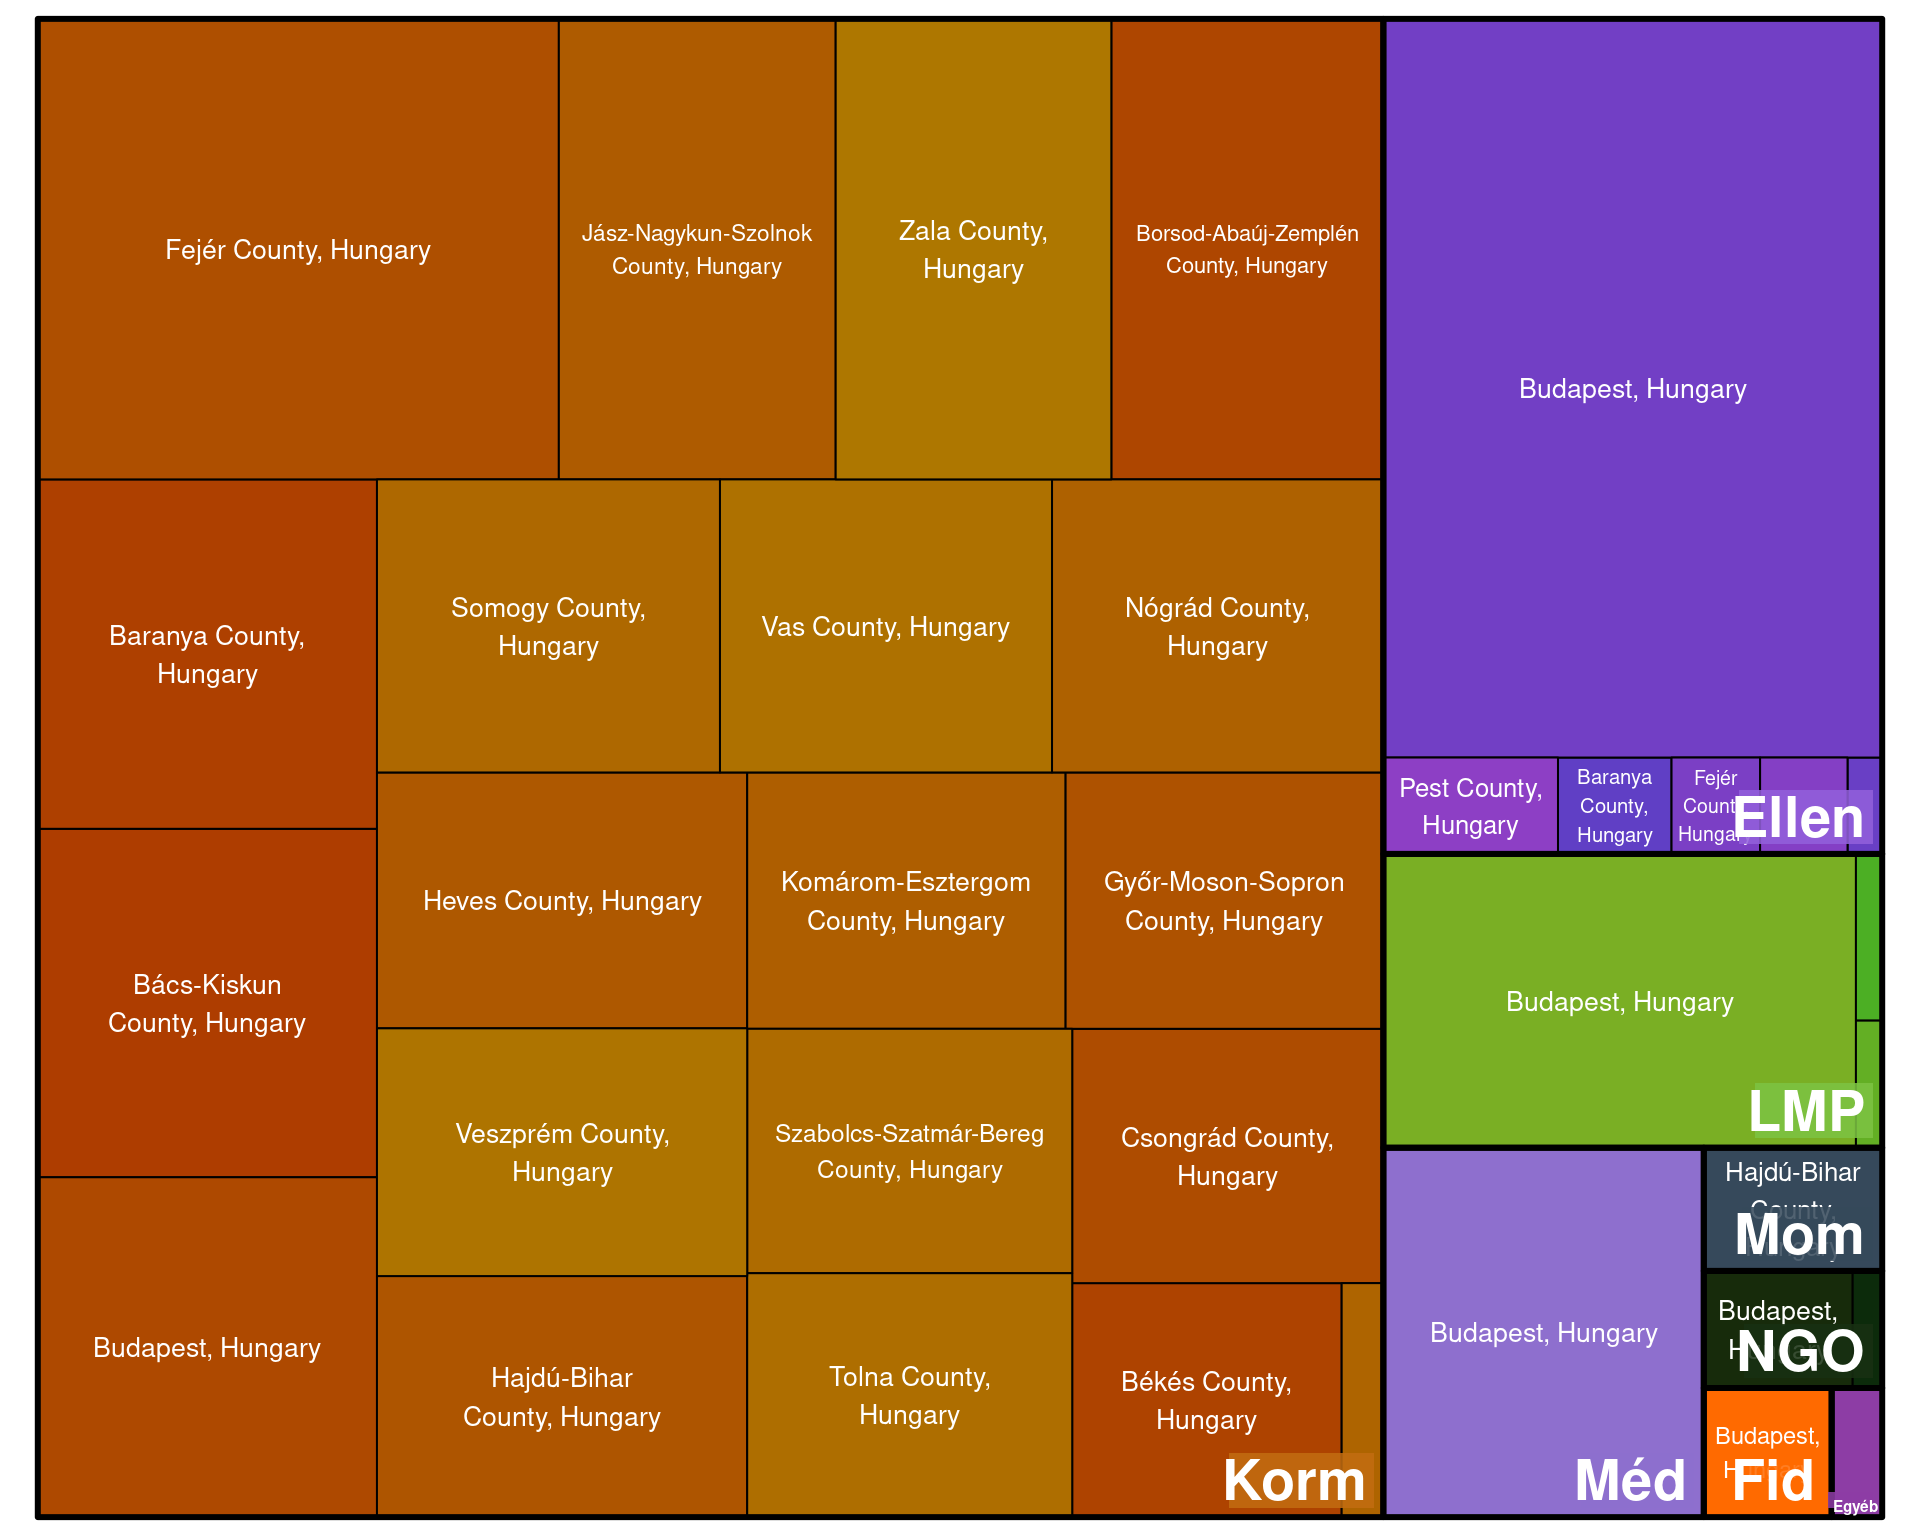 Fejér County, Hungary
Jász-Nagykun-Szolnok
County, Hungary
Zala County,
Hungary
Borsod-Abaúj-Zemplén
County, Hungary
Baranya County,
Hungary
Somogy County,
Hungary
Vas County, Hungary
Nógrád County,
Hungary
Bács-Kiskun
County, Hungary
Heves County, Hungary
Komárom-Esztergom
County, Hungary
Győr-Moson-Sopron
County, Hungary
Veszprém County,
Hungary
Szabolcs-Szatmár-Bereg
County, Hungary
Csongrád County,
Hungary
Budapest, Hungary
Hajdú-Bihar
County, Hungary
Tolna County,
Hungary
Békés County,
Hungary
Korm
Budapest, Hungary
Pest County,
Hungary
Baranya
County,
Hungary
Fejér
Ellen
Budapest, Hungary
LMP
Budapest, Hungary
Méd
Hajdú-Bihar
County,
Mom
Budapest,
NGO
Budapest,
Fid
Egyéb